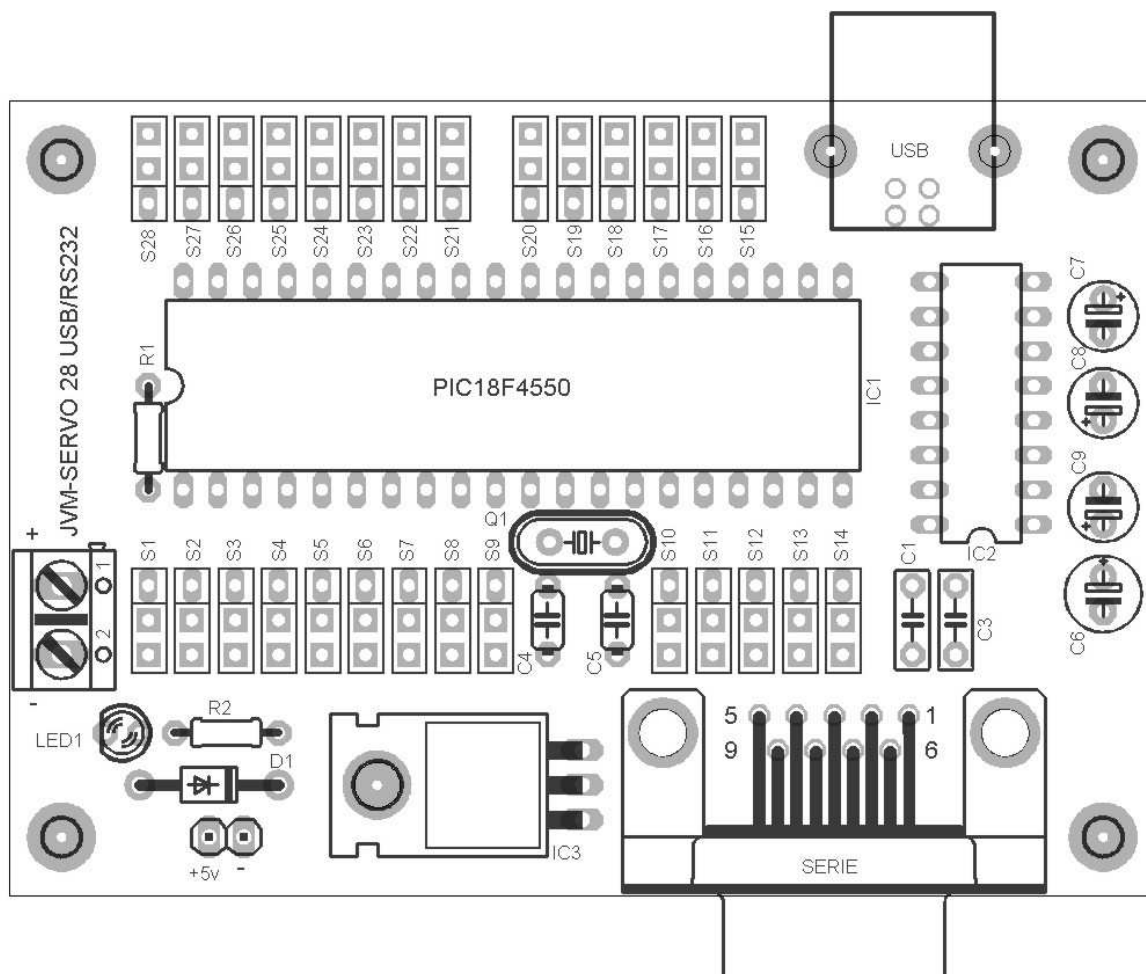 USB
S28
S27
S26
S25
S24
S23
S22
S21
S20
S19
S18
S17
S16
S15
JVM-SERVO 28 USB/RS232
R1
PIC18F4550
IC1
C7
C8
C9
C6
IC2
Q1
+
1
2
-
S1
S2
S3
S4
S5
S6
S7
S8
S9
S10
S11
S12
S13
S14
C4
C5
C1
C3
LED1
R2
D1
+5v
-
IC3
5
1
9
6
SERIE
+
+
+
+